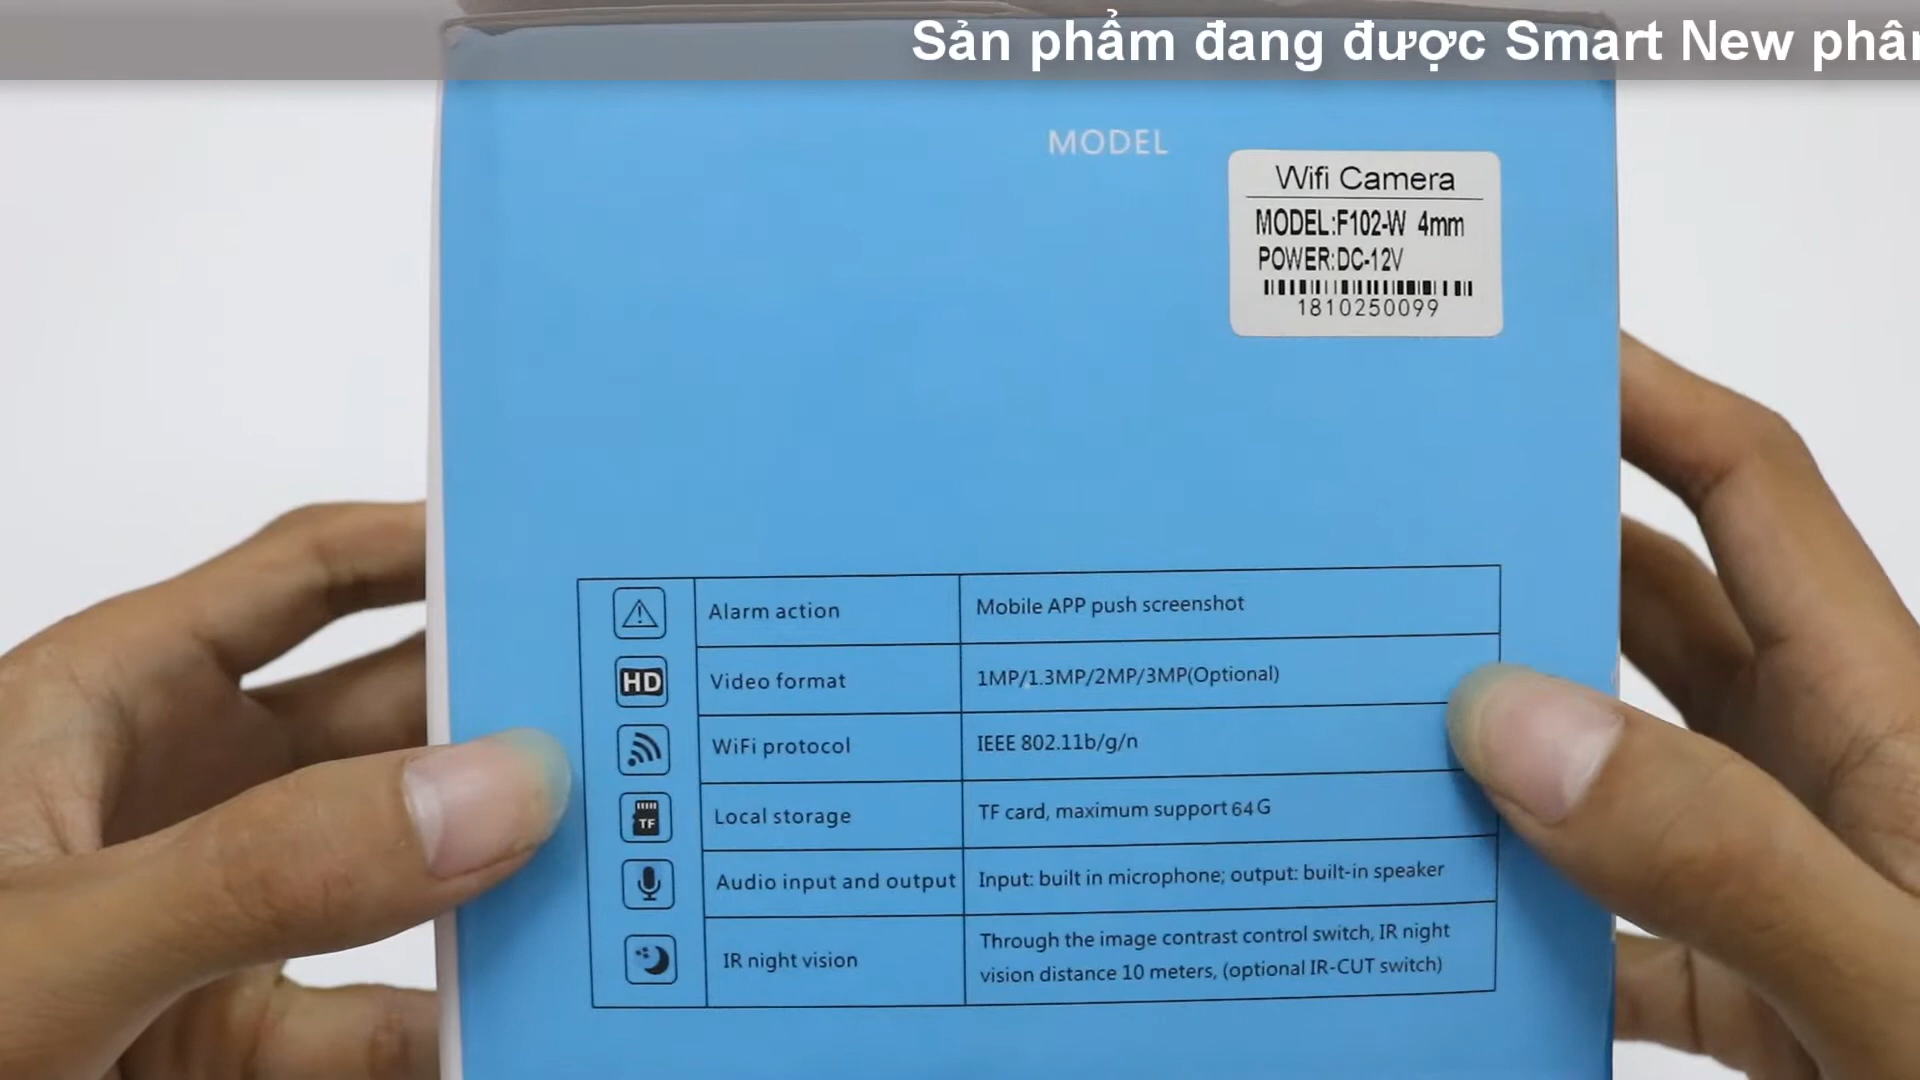 Sản phẩm đang được Smart New
MODEL
Wifi Camera
MODEL:F102-W 4mm
POWER:DC-12V
1810250099
Alarm action
Mobile APP push screenshot
HD
Video format
1MP/1.3MP/2MP/3MP(Optional)
WiFi protocol
IEEE 802.11b/g/n
TF
Local storage
TF card, maximum support 64G
Audio input and output
Input: built in microphone; output: built-in speaker
IR night vision
Through the image contrast control switch, IR night
vision distance 10 meters, (optional IR-CUT switch)